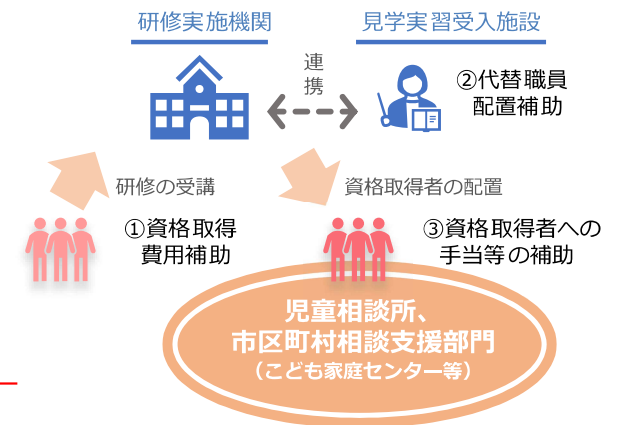 研修実施機関
見学実習受入施設
連
携
②代替職員
配置補助
研修の受講
資格取得者の配置
①資格取得
費用補助
③資格取得者への
手当等の補助
児童相談所、
市区町村相談支援部門
（こども家庭センター等）